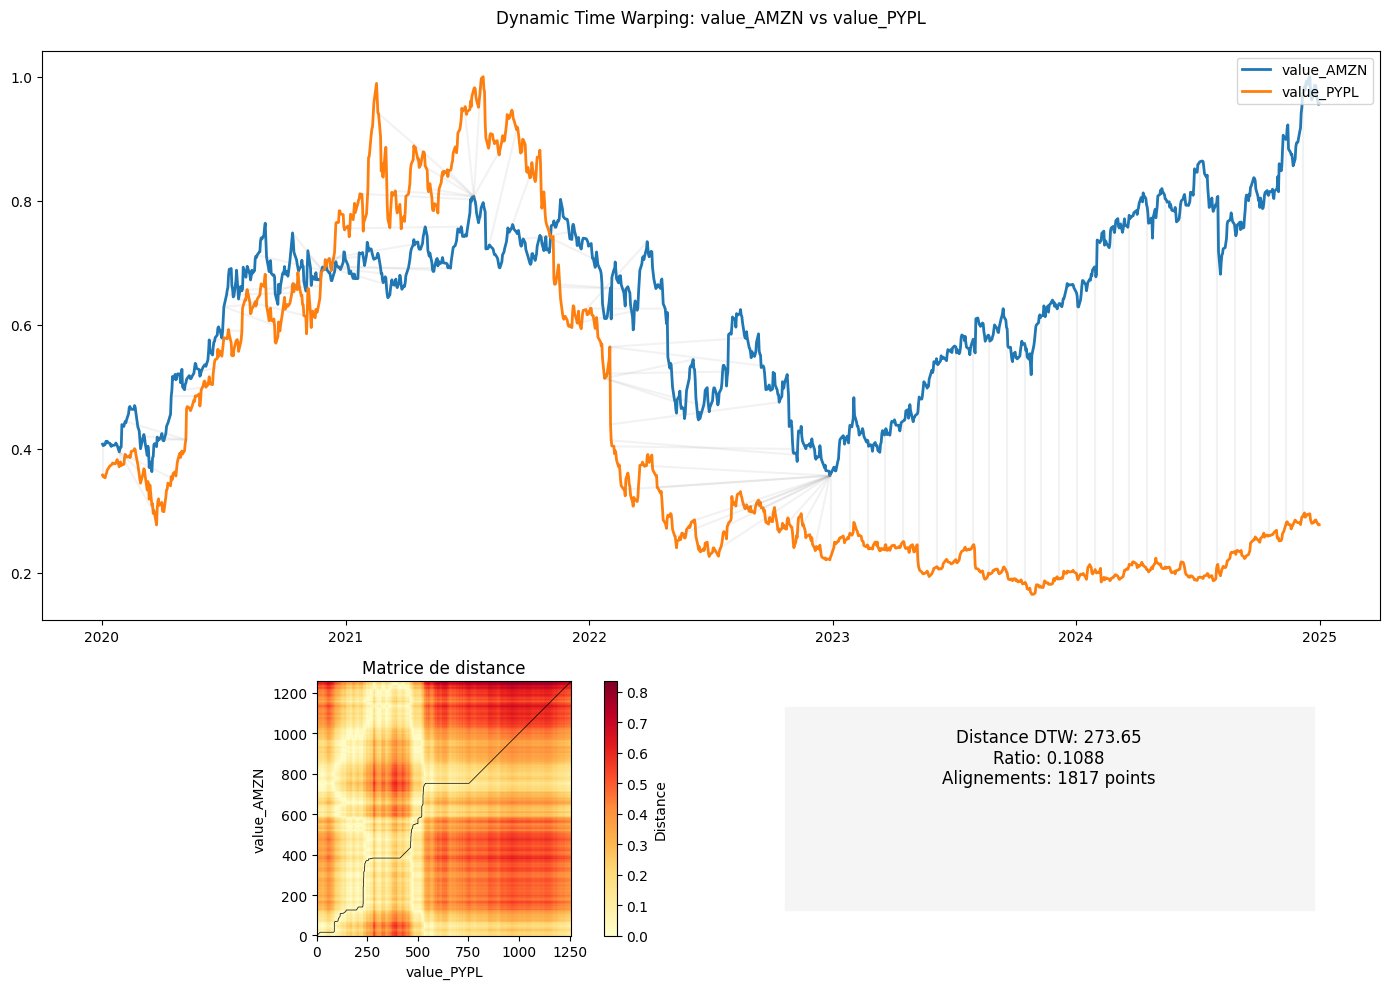 Dynamic Time Warping: value_AMZN vs value_PYPL
value_AMZN
value_PYPL
1.0
0.8
0.6
0.4
0.2
2020 2021 2022 2023 2024 2025
Matrice de distance
value_AMZN
1200
1000
800
600
400
200
0
0 250 500 750 1000 1250
value_PYPL
0.8
0.7
0.6
0.5
0.4
0.3
0.2
0.1
0.0
Distance
Distance DTW: 273.65
Ratio: 0.1088
Alignements: 1817 points